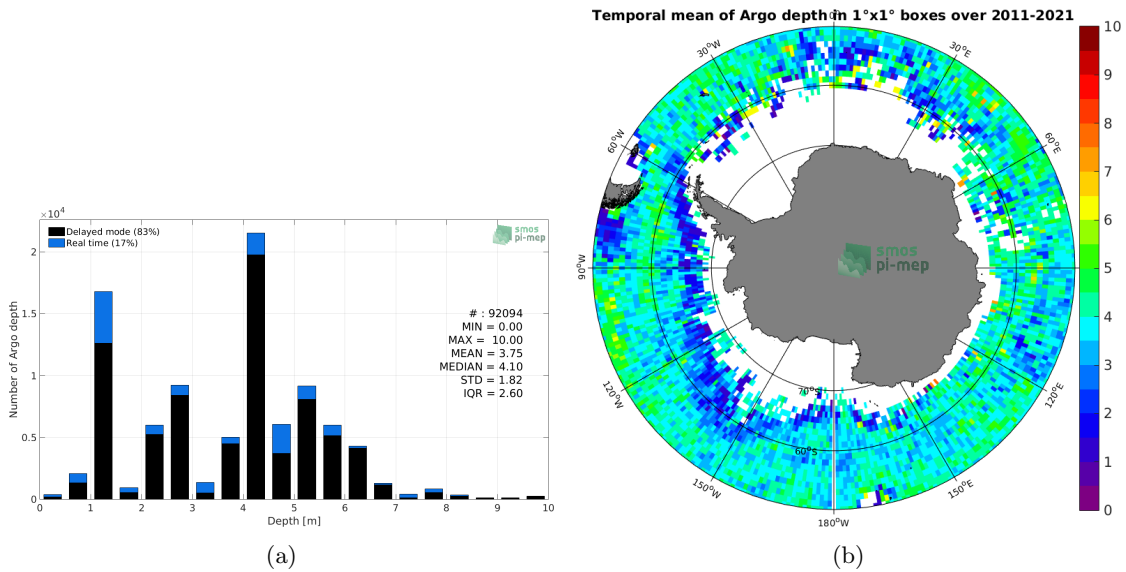 ×10⁴
Delayed mode (83%)
Real time (17%)
smos
pi-mep
2
1.5
1
0.5
0
Number of Argo depth
# : 92094
MIN = 0.00
MAX = 10.00
MEAN = 3.75
MEDIAN = 4.10
STD = 1.82
IQR = 2.60
0 1 2 3 4 5 6 7 8 9 10
Depth [m]
(a)
Temporal mean of Argo depth in 1°x1° boxes over 2011-2021
0°
30°W
30°E
60°W
60°E
90°W
smos
pi-mep
120°W
120°E
70°S
60°S
150°W
150°E
180°W
10
9
8
7
6
5
4
3
2
1
0
(b)